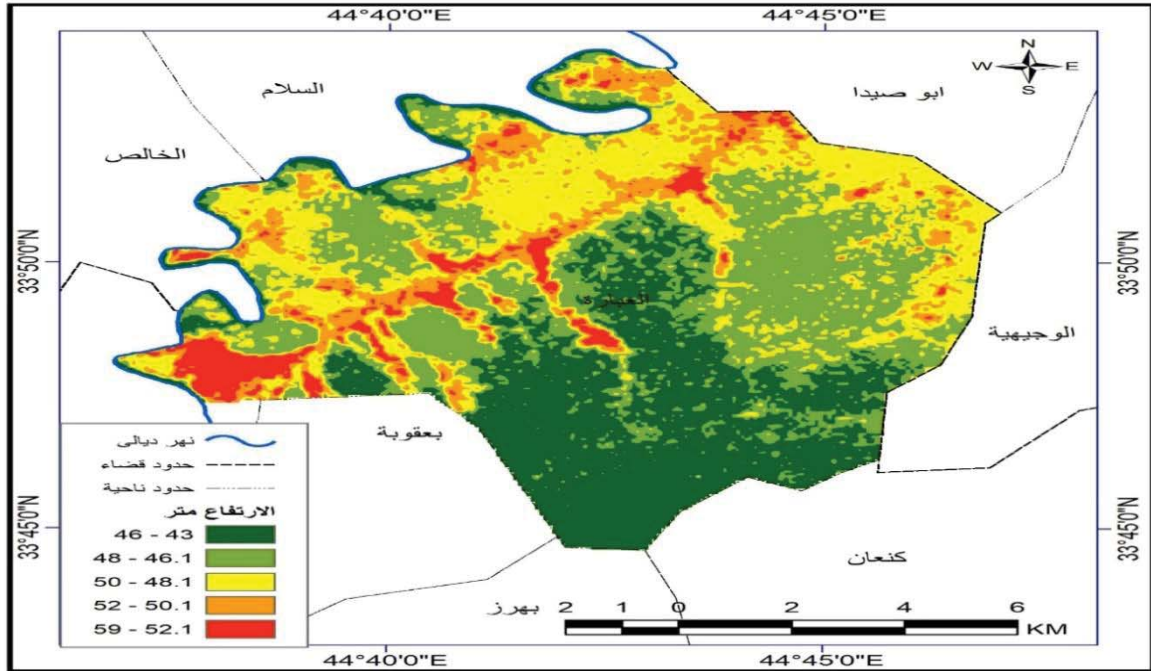 44°40'0"E
44°45'0"E
N
W
E
S
السلام
ابو صيدا
الخالص
33°50'0"N
33°50'0"N
العبارة
الوجيهية
بعقوبة
نهر ديالى
حدود قضاء
حدود ناحية
الارتفاع متر
46 - 43
48 - 46.1
50 - 48.1
52 - 50.1
59 - 52.1
33°45'0"N
33°45'0"N
كنعان
بهرز
2 1 0 2 4 6
KM
44°40'0"E
44°45'0"E